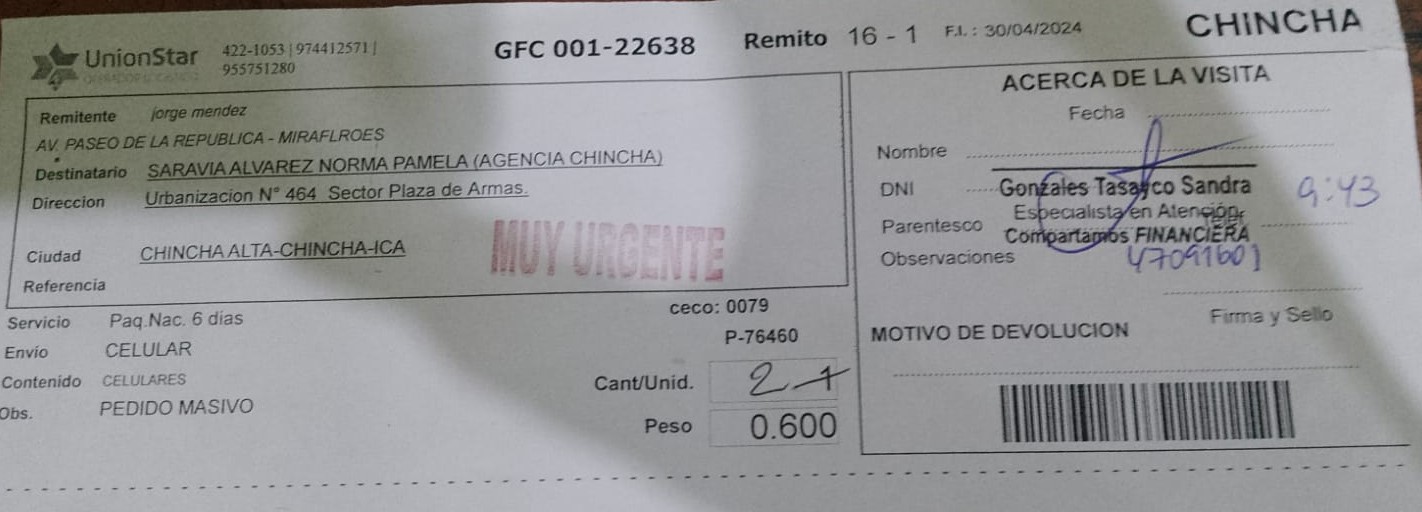 UnionStar 422-1053 | 974412571 |
955751280
GFC 001-22638 Remito 16 - 1 F.I. : 30/04/2024 CHINCHA
Remitente jorge mendez
AV. PASEO DE LA REPUBLICA - MIRAFLROES
Destinatario SARAVIA ALVAREZ NORMA PAMELA (AGENCIA CHINCHA)
Direccion Urbanizacion N° 464 Sector Plaza de Armas.
Ciudad CHINCHA ALTA-CHINCHA-ICA
MUY URGENTE
Referencia
Servicio Paq.Nac. 6 dias
Envío CELULAR
Contenido CELULARES
Obs. PEDIDO MASIVO
ceco: 0079
P-76460
Cant/Unid. 2
Peso 0.600
ACERCA DE LA VISITA
Fecha
Nombre
DNI Gonzales Tasayco Sandra 9:43
Parentesco Especialista en Atención
Compartamos FINANCIERA
Observaciones 47091601
Firma y Sello
MOTIVO DE DEVOLUCION